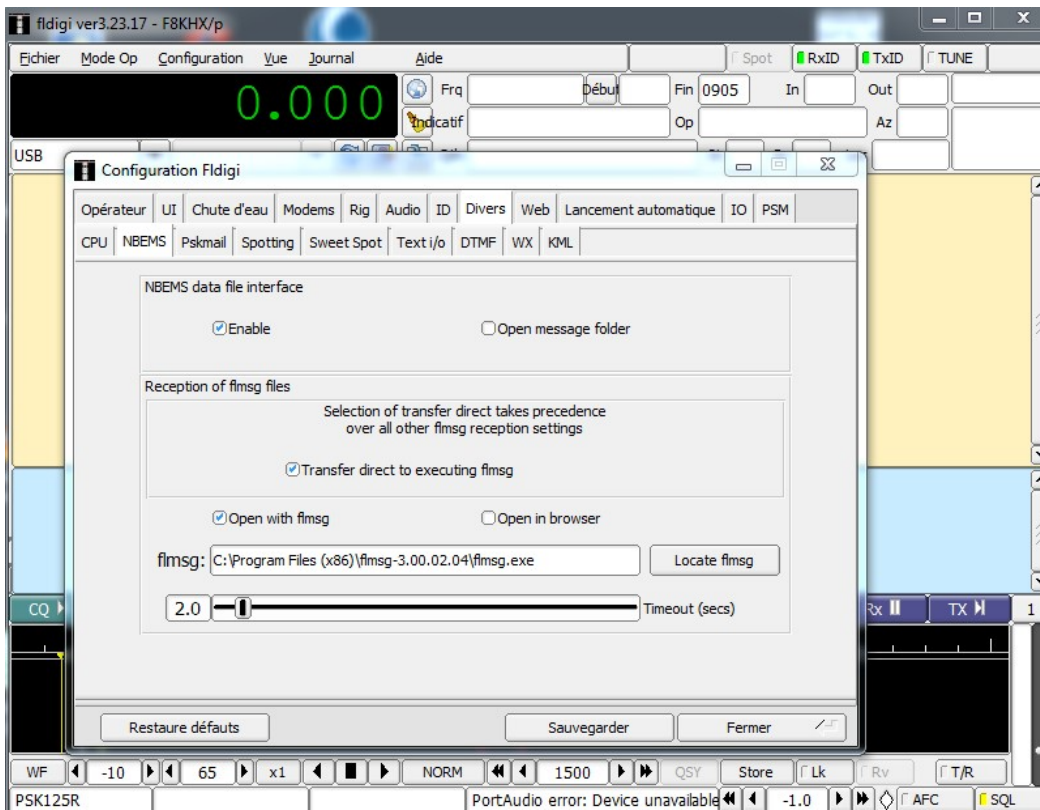 fldigi ver3.23.17 - F8KHX/p
Fichier Mode Op Configuration Vue Journal Aide Spot RxID TxID TUNE
0.000 Frq Début Fin 0905 In Out
Indicatif Op Az
USB
Configuration Fldigi
Opérateur UI Chute d'eau Modems Rig Audio ID Divers Web Lancement automatique IO PSM
CPU NBEMS Pskmail Spotting Sweet Spot Text i/o DTMF WX KML
NBEMS data file interface
Enable Open message folder
Reception of flmsg files
Selection of transfer direct takes precedence
over all other flmsg reception settings
Transfer direct to executing flmsg
Open with flmsg Open in browser
flmsg: C:\Program Files (x86)\flmsg-3.00.02.04\flmsg.exe Locate flmsg
2.0 Timeout (secs)
CQ Rx TX 1
Restaure défauts Sauvegarder Fermer
WF -10 65 x1 NORM 1500 QSY Store Lk Rv T/R
PSK125R PortAudio error: Device unavailable -1.0 AFC SQL